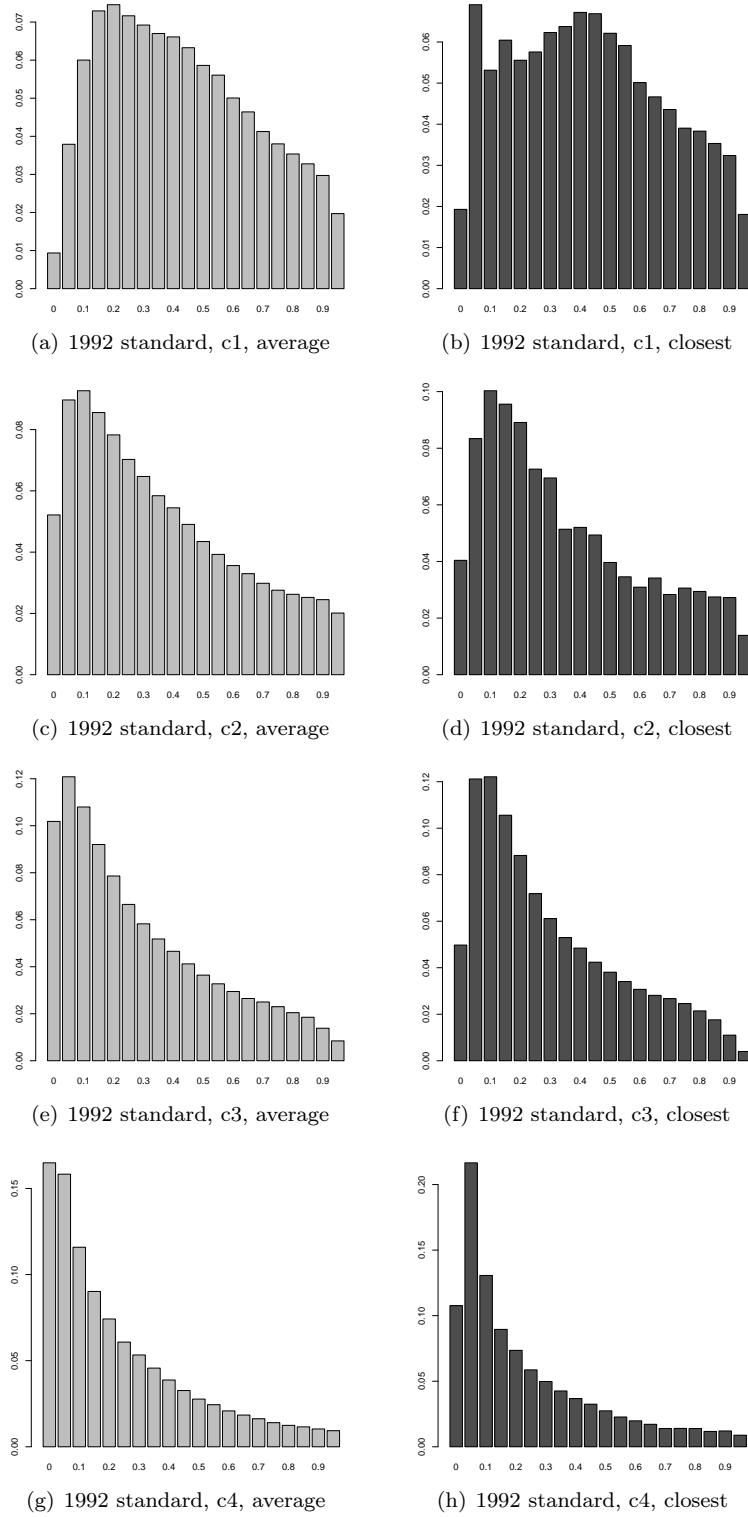 0.00 0.01 0.02 0.03 0.04 0.05 0.06 0.07
0 0.1 0.2 0.3 0.4 0.5 0.6 0.7 0.8 0.9
(a) 1992 standard, c1, average
0.00 0.01 0.02 0.03 0.04 0.05 0.06
0 0.1 0.2 0.3 0.4 0.5 0.6 0.7 0.8 0.9
(b) 1992 standard, c1, closest
0.00 0.02 0.04 0.06 0.08
0 0.1 0.2 0.3 0.4 0.5 0.6 0.7 0.8 0.9
(c) 1992 standard, c2, average
0.00 0.02 0.04 0.06 0.08 0.10
0 0.1 0.2 0.3 0.4 0.5 0.6 0.7 0.8 0.9
(d) 1992 standard, c2, closest
0.00 0.02 0.04 0.06 0.08 0.10 0.12
0 0.1 0.2 0.3 0.4 0.5 0.6 0.7 0.8 0.9
(e) 1992 standard, c3, average
0.00 0.02 0.04 0.06 0.08 0.10 0.12
0 0.1 0.2 0.3 0.4 0.5 0.6 0.7 0.8 0.9
(f) 1992 standard, c3, closest
0.00 0.05 0.10 0.15
0 0.1 0.2 0.3 0.4 0.5 0.6 0.7 0.8 0.9
(g) 1992 standard, c4, average
0.00 0.05 0.10 0.15 0.20
0 0.1 0.2 0.3 0.4 0.5 0.6 0.7 0.8 0.9
(h) 1992 standard, c4, closest